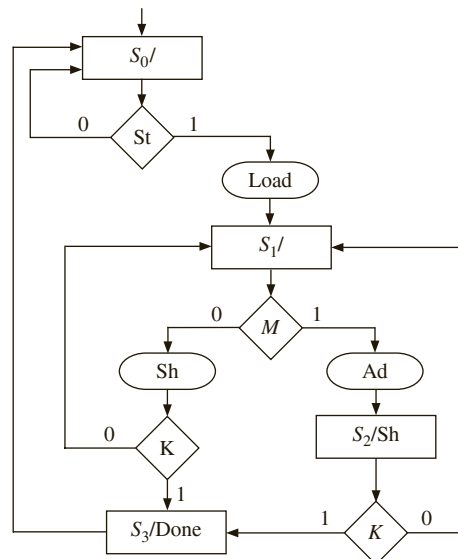 S₀/
0 St 1
Load
S₁/
0 M 1
Sh Ad
0 K S₂/Sh
1
S₃/Done 1 K 0